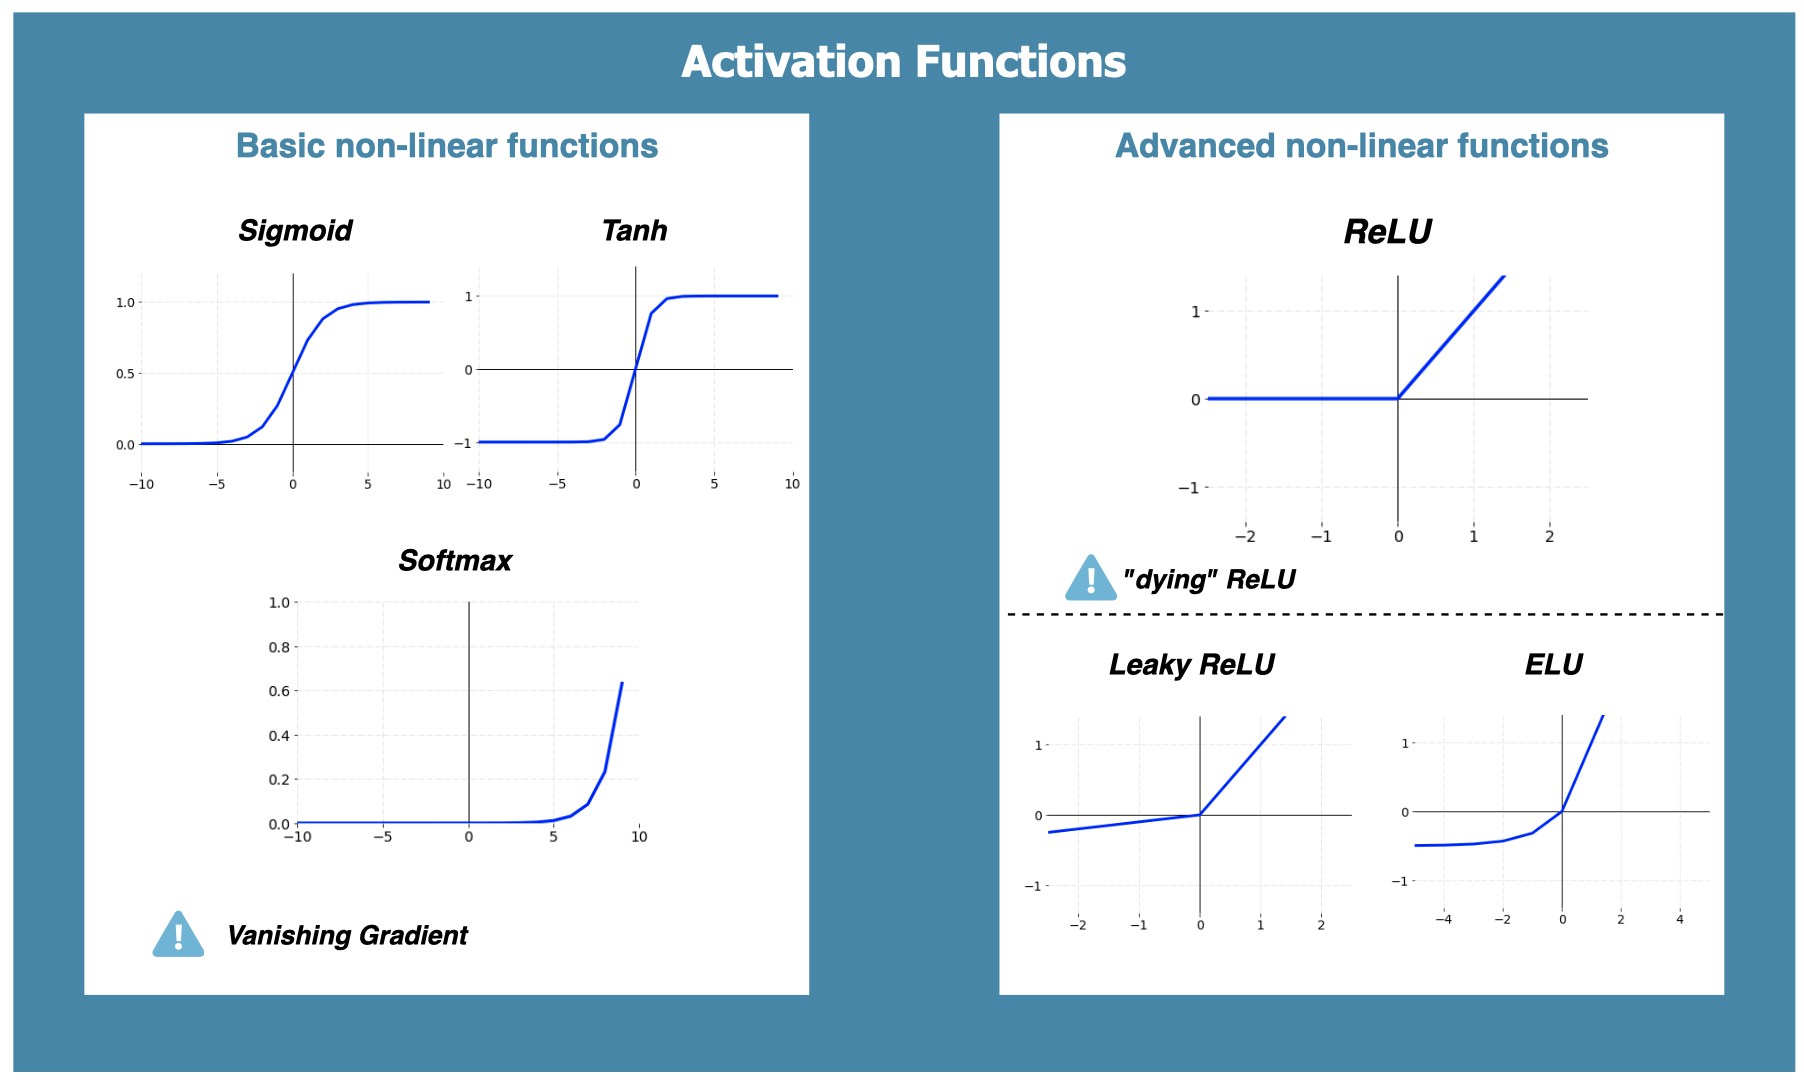 Activation Functions
Basic non-linear functions
Sigmoid
1.0
0.5
0.0
−10 −5 0 5 10
Tanh
1
0
−1
−10 −5 0 5 10
Softmax
1.0
0.8
0.6
0.4
0.2
0.0
−10 −5 0 5 10
! Vanishing Gradient
Advanced non-linear functions
ReLU
1
0
−1
−2 −1 0 1 2
! "dying" ReLU
Leaky ReLU
1
0
−1
−2 −1 0 1 2
ELU
1
0
−1
−4 −2 0 2 4